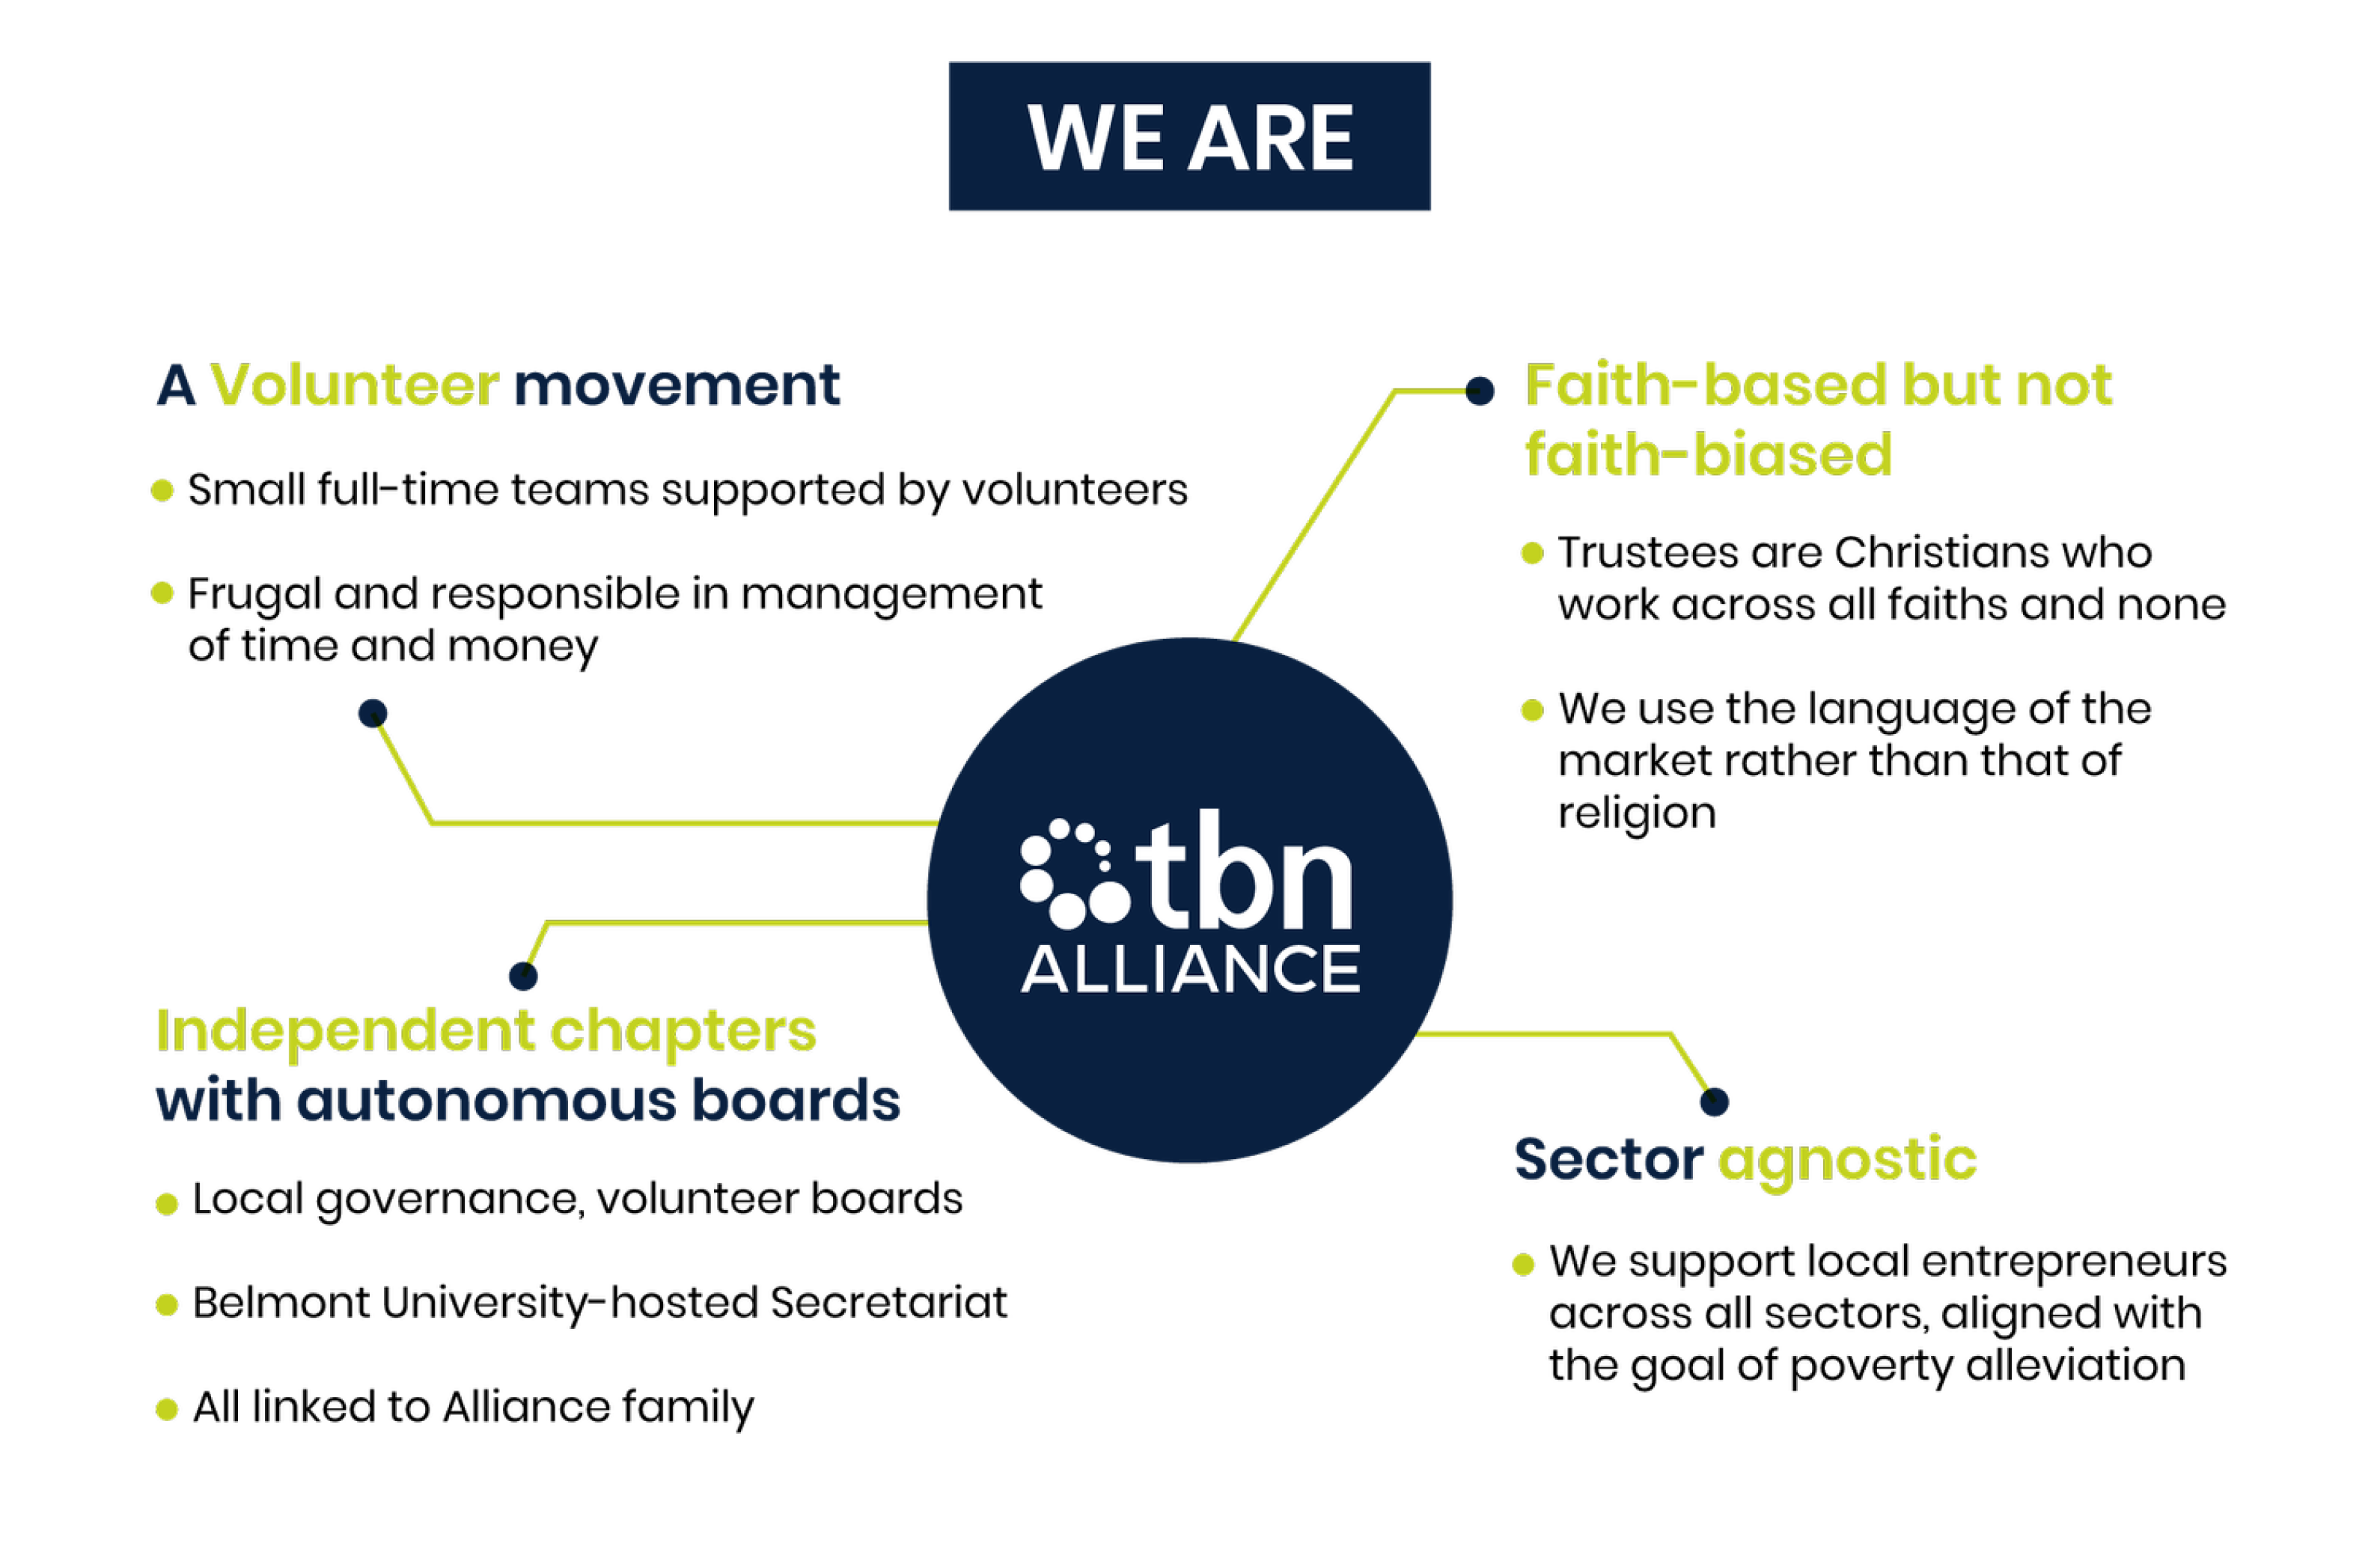 WE ARE
A Volunteer movement
Small full-time teams supported by volunteers
Frugal and responsible in management
of time and money
Faith-based but not
faith-biased
Trustees are Christians who
work across all faiths and none
We use the language of the
market rather than that of
religion
tbn
ALLIANCE
Independent chapters
with autonomous boards
Local governance, volunteer boards
Belmont University-hosted Secretariat
All linked to Alliance family
Sector agnostic
We support local entrepreneurs
across all sectors, aligned with
the goal of poverty alleviation